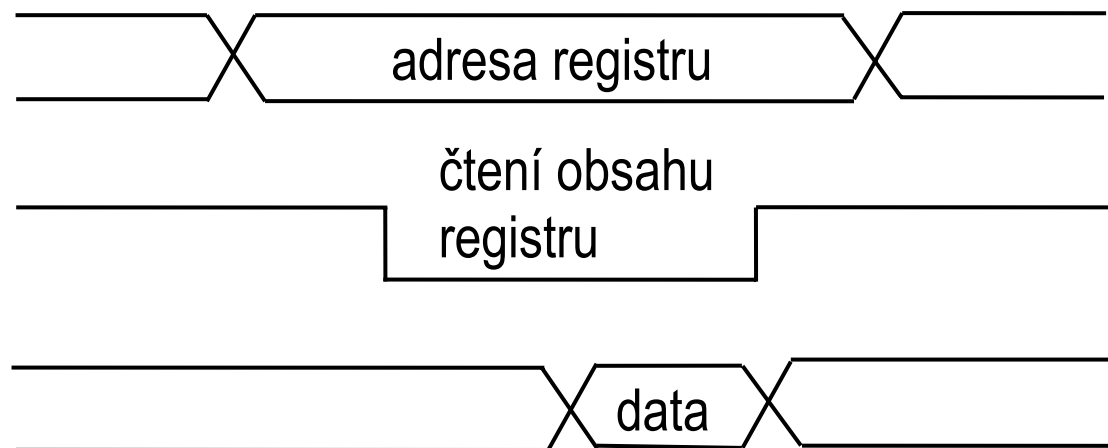 adresa registru
čtení obsahu
registru
data